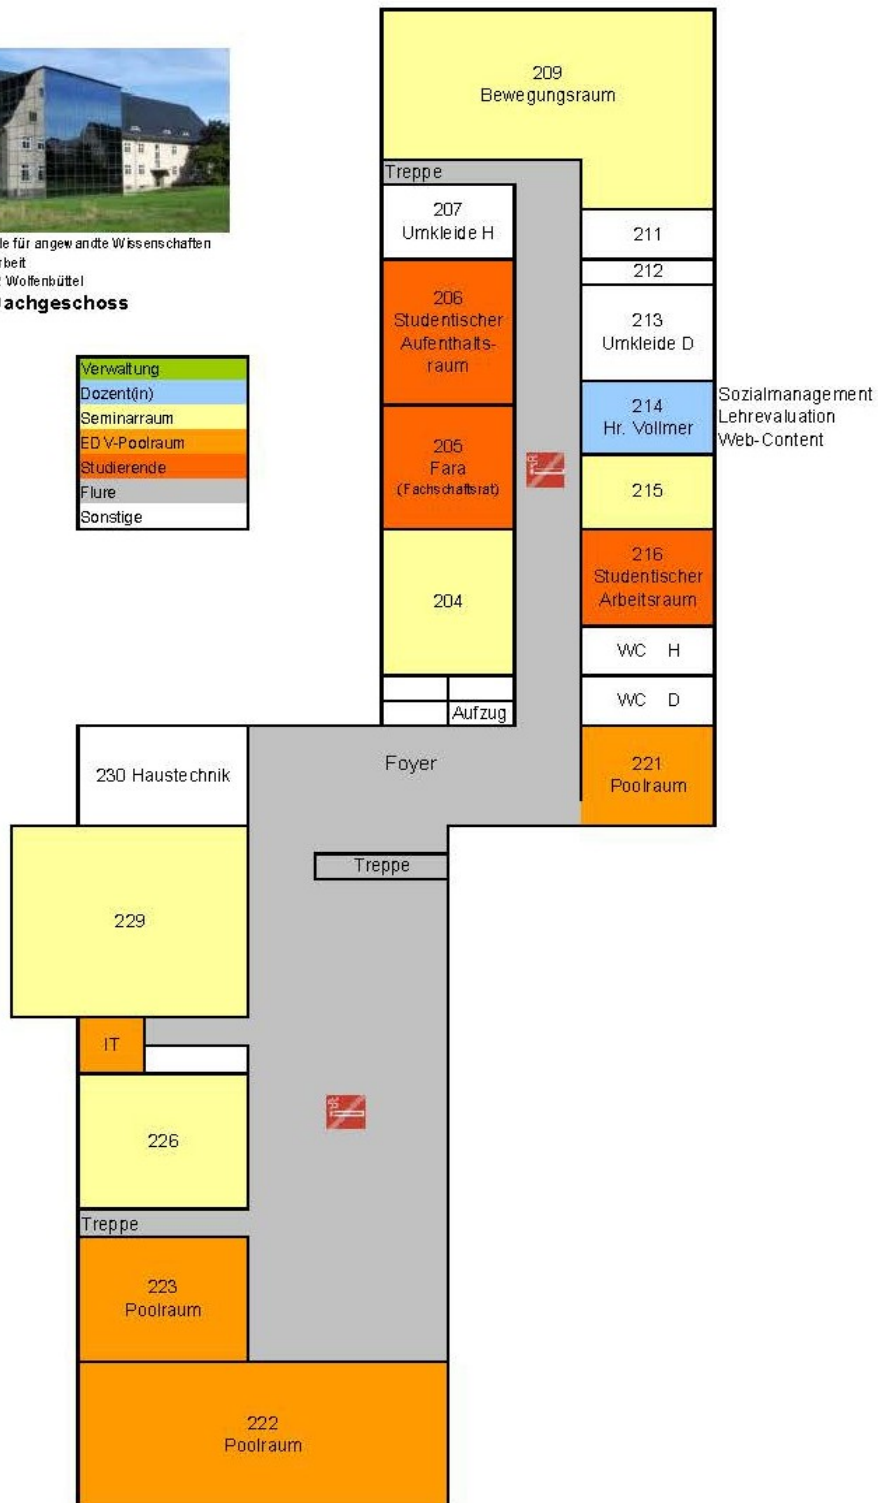 209
Bewegungsraum
Treppe
207
Umkleide H
211
212
le für angewandte Wissenschaften
rbeit
Wolfenbüttel
achgeschoss
206
Studentischer
Aufenthalts-
raum
213
Umkleide D
Verwaltung
Dozent(in)
Seminarraum
EDV-Poolraum
Studierende
Flure
Sonstige
214
Hr. Vollmer
Sozialmanagement
Lehrevaluation
Web-Content
205
Fara
(Fachschaftsrat)
215
216
Studentischer
Arbeitsraum
204
WC H
WC D
Aufzug
230 Haustechnik
Foyer
221
Poolraum
Treppe
229
IT
226
Treppe
223
Poolraum
222
Poolraum